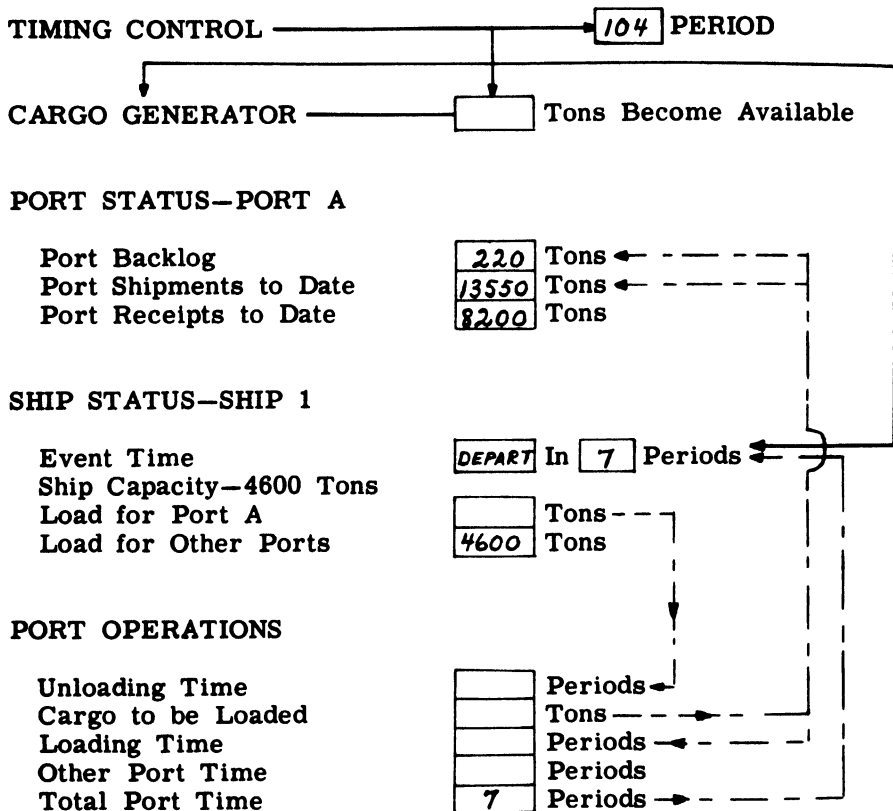 TIMING CONTROL 104 PERIOD
CARGO GENERATOR Tons Become Available
PORT STATUS—PORT A
Port Backlog 220 Tons
Port Shipments to Date 13550 Tons
Port Receipts to Date 8200 Tons
SHIP STATUS—SHIP 1
Event Time DEPART In 7 Periods
Ship Capacity—4600 Tons
Load for Port A Tons
Load for Other Ports 4600 Tons
PORT OPERATIONS
Unloading Time Periods
Cargo to be Loaded Tons
Loading Time Periods
Other Port Time Periods
Total Port Time 7 Periods